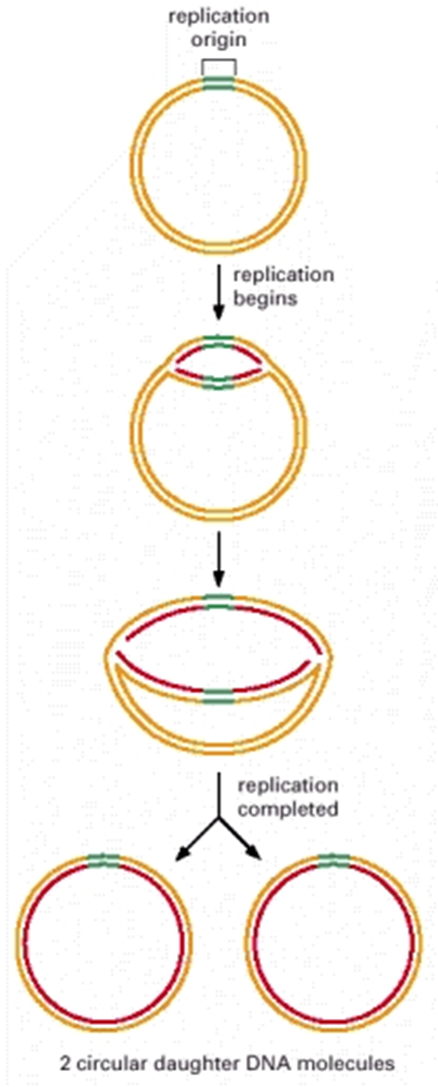 replication
origin
replication
begins
replication
completed
2 circular daughter DNA molecules